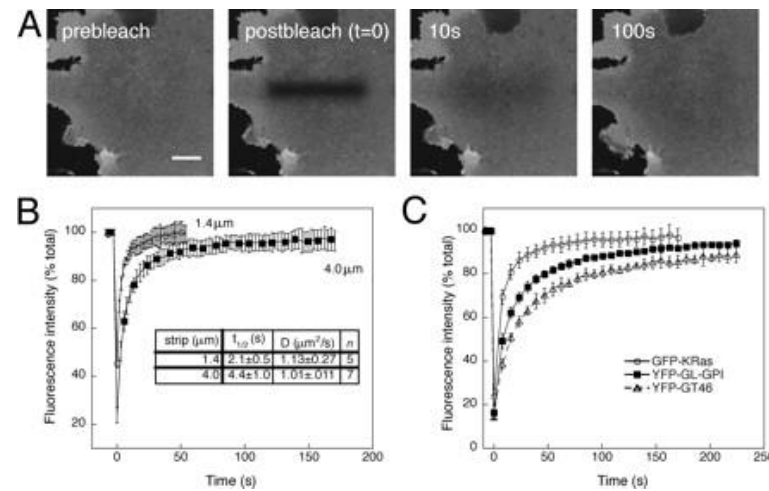 A
prebleach
postbleach (t=0)
10s
100s
B
Fluorescence intensity (% total)
100
80
60
40
20
1.4μm
4.0μm
strip (μm) t1/2 (s) D (μm²/s) n
1.4 2.1±0.5 1.13±0.27 5
4.0 4.4±1.0 1.01±.011 7
0 50 100 150 200
Time (s)
C
Fluorescence intensity (% total)
100
80
60
40
20
0
GFP-KRas
YFP-GL-GPI
YFP-GT46
0 50 100 150 200 250
Time (s)